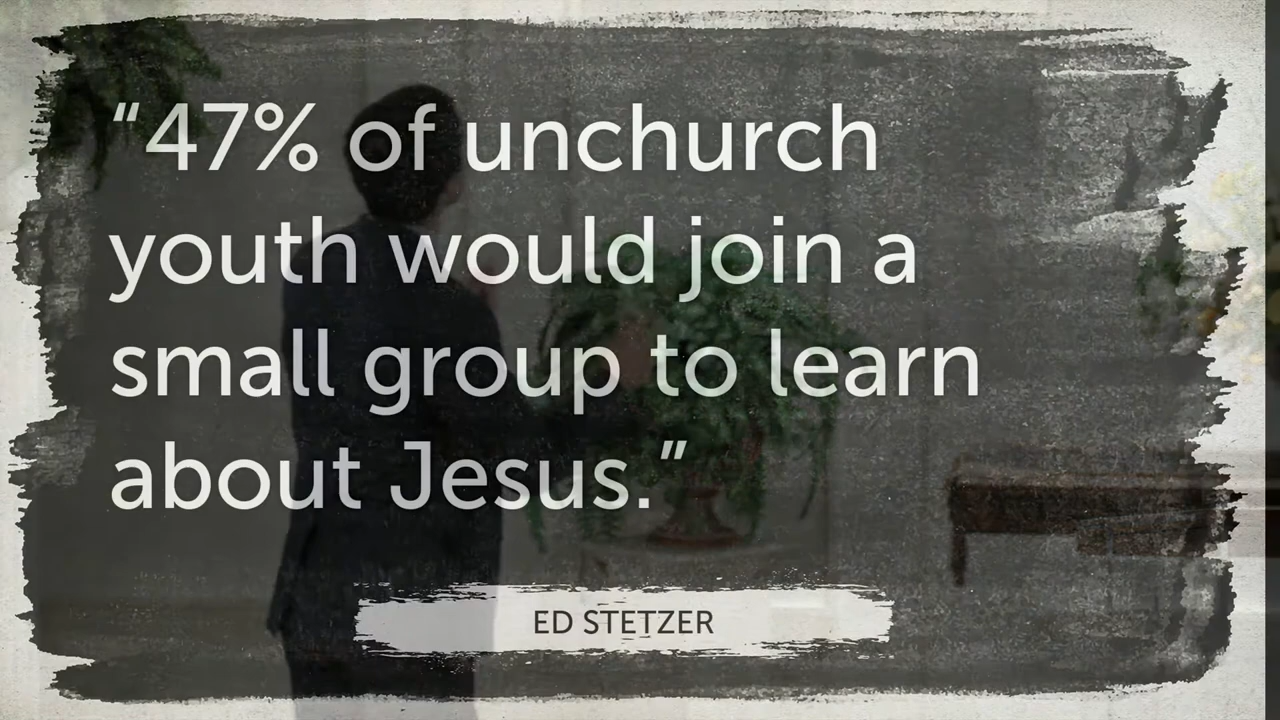 “47% of unchurch
youth would join a
small group to learn
about Jesus.”
ED STETZER